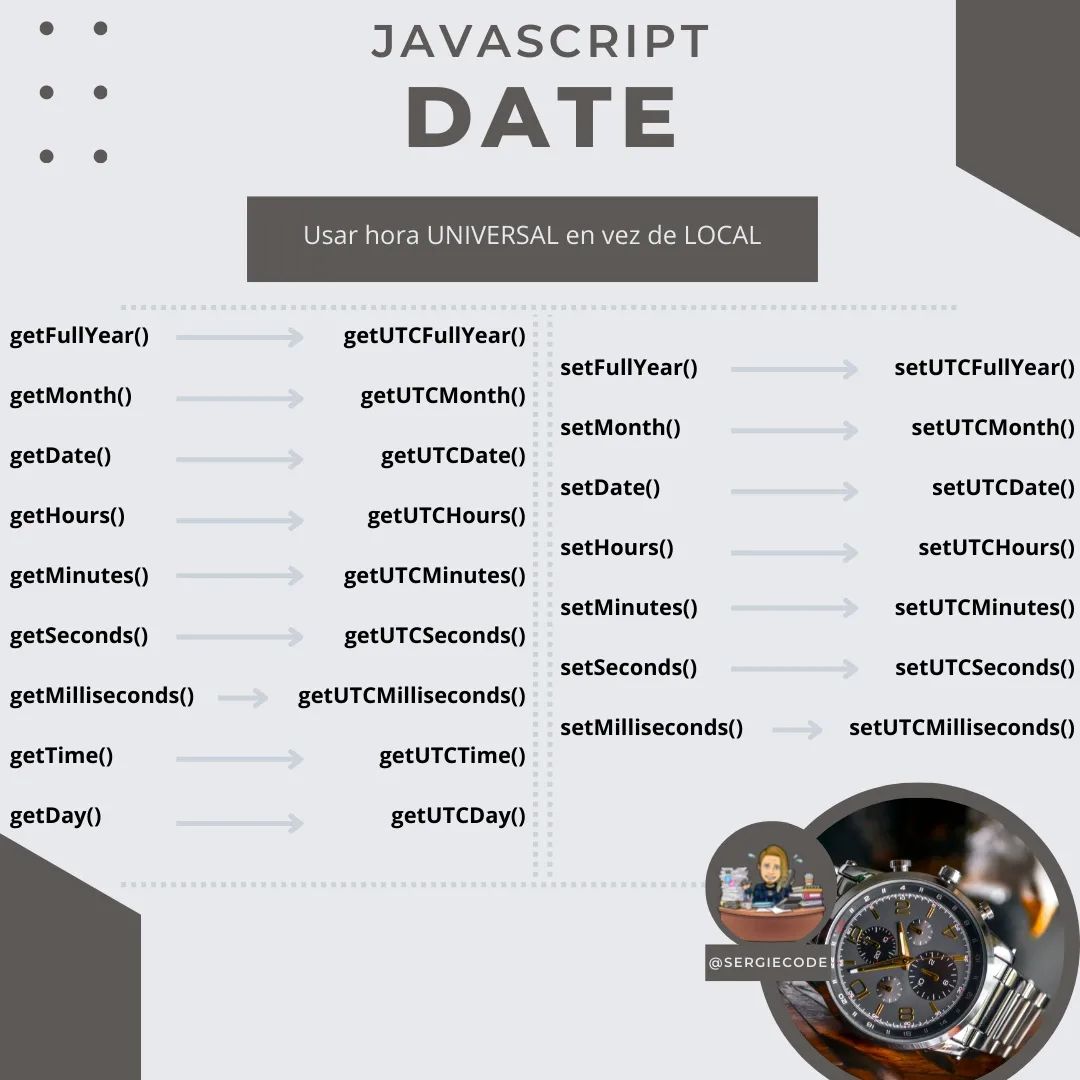 JAVASCRIPT
DATE
Usar hora UNIVERSAL en vez de LOCAL
getFullYear() getUTCFullYear()
getMonth() getUTCMonth()
getDate() getUTCDate()
getHours() getUTCHours()
getMinutes() getUTCMinutes()
getSeconds() getUTCSeconds()
getMilliseconds() getUTCMilliseconds()
getTime() getUTCTime()
getDay() getUTCDay()
setFullYear() setUTCFullYear()
setMonth() setUTCMonth()
setDate() setUTCDate()
setHours() setUTCHours()
setMinutes() setUTCMinutes()
setSeconds() setUTCSeconds()
setMilliseconds() setUTCMilliseconds()
@SERGIECODE